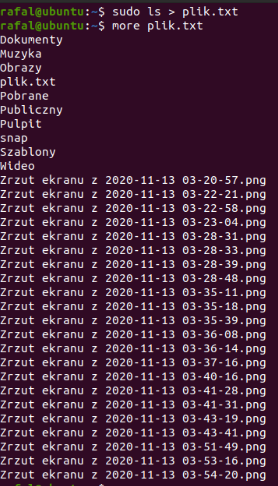 rafal@ubuntu:~$ sudo ls > plik.txt
rafal@ubuntu:~$ more plik.txt
Dokumenty
Muzyka
Obrazy
plik.txt
Pobrane
Publiczny
Pulpit
snap
Szablony
Wideo
Zrzut ekranu z 2020-11-13 03-20-57.png
Zrzut ekranu z 2020-11-13 03-22-21.png
Zrzut ekranu z 2020-11-13 03-22-58.png
Zrzut ekranu z 2020-11-13 03-23-04.png
Zrzut ekranu z 2020-11-13 03-28-31.png
Zrzut ekranu z 2020-11-13 03-28-33.png
Zrzut ekranu z 2020-11-13 03-28-39.png
Zrzut ekranu z 2020-11-13 03-28-48.png
Zrzut ekranu z 2020-11-13 03-35-11.png
Zrzut ekranu z 2020-11-13 03-35-18.png
Zrzut ekranu z 2020-11-13 03-35-39.png
Zrzut ekranu z 2020-11-13 03-36-08.png
Zrzut ekranu z 2020-11-13 03-36-14.png
Zrzut ekranu z 2020-11-13 03-37-16.png
Zrzut ekranu z 2020-11-13 03-40-16.png
Zrzut ekranu z 2020-11-13 03-41-28.png
Zrzut ekranu z 2020-11-13 03-41-31.png
Zrzut ekranu z 2020-11-13 03-43-19.png
Zrzut ekranu z 2020-11-13 03-43-41.png
Zrzut ekranu z 2020-11-13 03-51-49.png
Zrzut ekranu z 2020-11-13 03-53-16.png
Zrzut ekranu z 2020-11-13 03-54-20.png